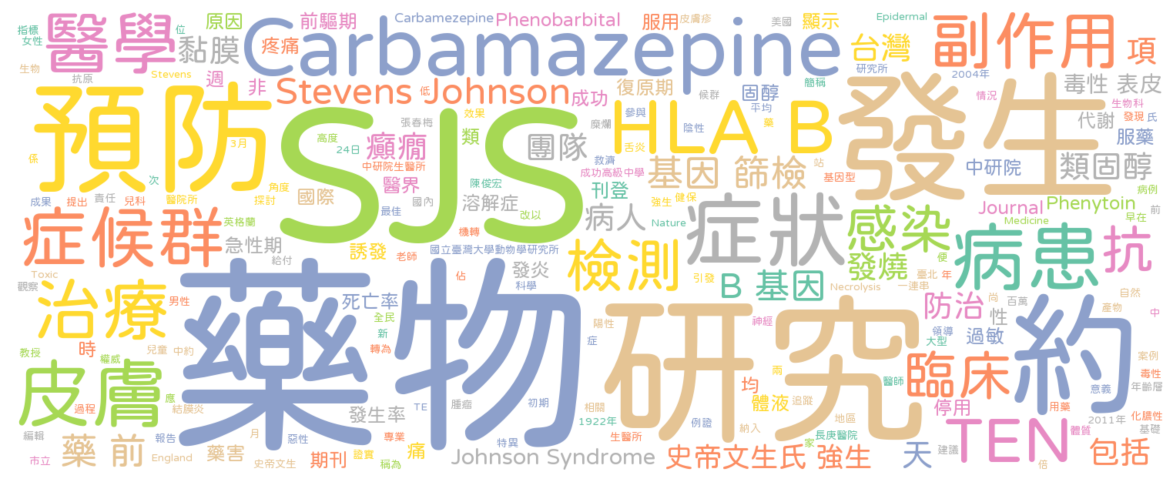 指標 原因 前驅期 Carbamezepine Phenobarbital 服用 皮膚疹 美國 顯示 Epidermal
女性 醫學 位 黏膜 疼痛 Carbamazepine 台灣 副作用 項
生物 抗原 Stevens 週 非 Stevens Johnson 低 成功 復原期 候群 固醇 簡稱 研究所 2004年 情況 毒性 表皮
預防 SJS 效果 參與 HLA B 平均 藥 發生 生物科 代謝 發現 氏
係 3月 高度 張春梅 24日 癲癇 類 團隊 糜爛 舌炎 陰性 救濟 站 服藥
次 角度 中研院生醫所 成功高級中學 基因 篩檢 基因型 中研院 類固醇
成果 提出 責任 兒科 醫院所 探討 國際 醫界 陳俊宏 國內 溶解症 改以 刊登 強生 健保 病例
症候群 英格蘭 最佳 機轉 病人 Nature 症狀 Journal Phenytoin 早在 前
急性期 給付 誘發 老師 國立臺灣大學動物學研究所 檢測 感染 Medicine 病患 抗
Toxic 觀察 佔 科學 發炎 引發 B 基因 發燒 便 臺北 年 Necrolysis 一連串 自然
治療 男性 死亡率 全民 新 陽性 神經 防治 性 尚 百萬 產物 中
教授 權威 兒童 中約 時 轉為 藥物 症 研究 兩 領導 大型 過敏 約 案例
皮膚 應 過程 結膜炎 發生率 TE 腫瘤 初期 相關 均 體液 追蹤 醫師 臨床 停用 用藥 意義 毒性 年齡層
編輯 報告 月 惡性 專業 特異 1922年 生醫所 例證 納入 地區 長庚醫院 家 TEN 體質 2011年 化膿性 基礎
市立 藥 前 England 藥害 史帝文生 期刊 證實 稱為 痛 Johnson Syndrome 史帝文生氏 強生 天 建議 倍 包括